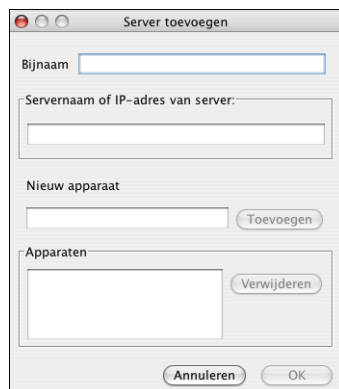 Server toevoegen
Bijnaam
Servernaam of IP-adres van server:
Nieuw apparaat
Toevoegen
Apparaten
Verwijderen
Annuleren OK